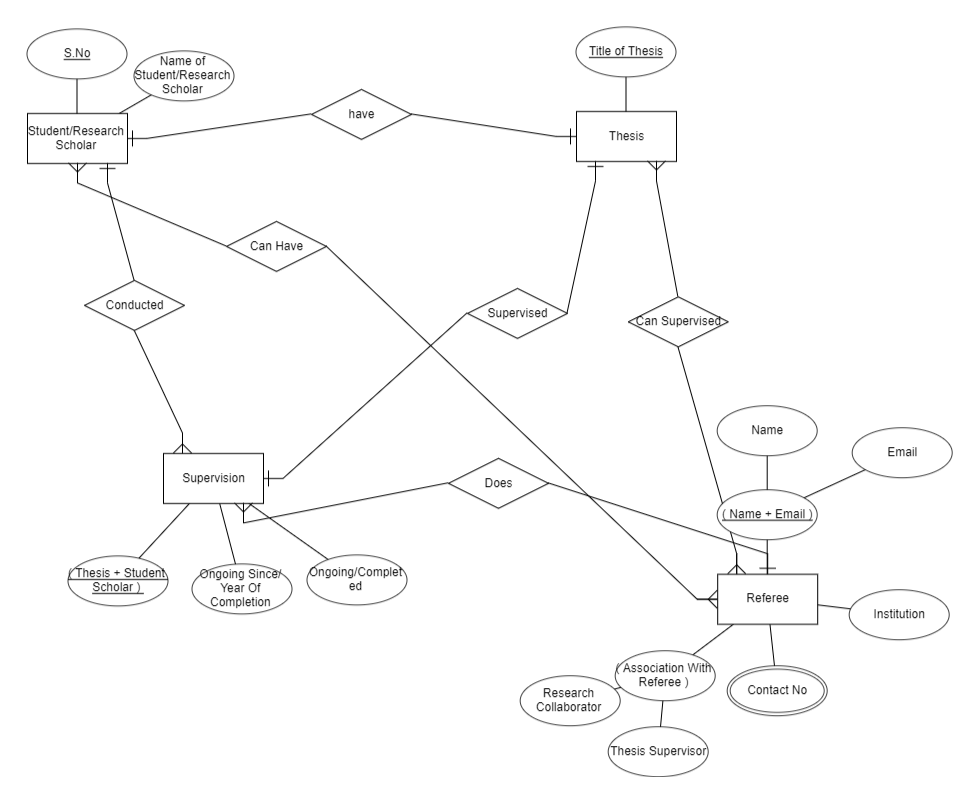 S.No
Name of
Student/Research
Scholar
Title of Thesis
Student/Research
Scholar
have
Thesis
Can Have
Conducted
Supervised
Can Supervised
Name
Email
Supervision
Does
( Name + Email )
( Thesis + Student
Scholar )
Ongoing Since/
Year Of
Completion
Ongoing/Complet
ed
Referee
Institution
( Association With
Referee )
Contact No
Research
Collaborator
Thesis Supervisor